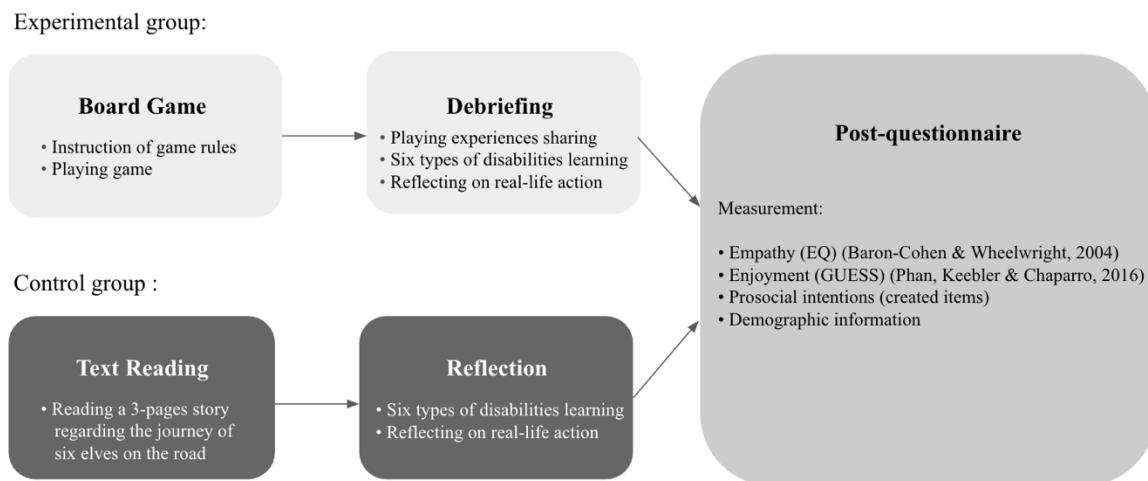 Experimental group:
Board Game
• Instruction of game rules
• Playing game
Debriefing
• Playing experiences sharing
• Six types of disabilities learning
• Reflecting on real-life action
Control group :
Text Reading
• Reading a 3-pages story
regarding the journey of
six elves on the road
Reflection
• Six types of disabilities learning
• Reflecting on real-life action
Post-questionnaire
Measurement:
• Empathy (EQ) (Baron-Cohen & Wheelwright, 2004)
• Enjoyment (GUESS) (Phan, Keebler & Chaparro, 2016)
• Prosocial intentions (created items)
• Demographic information